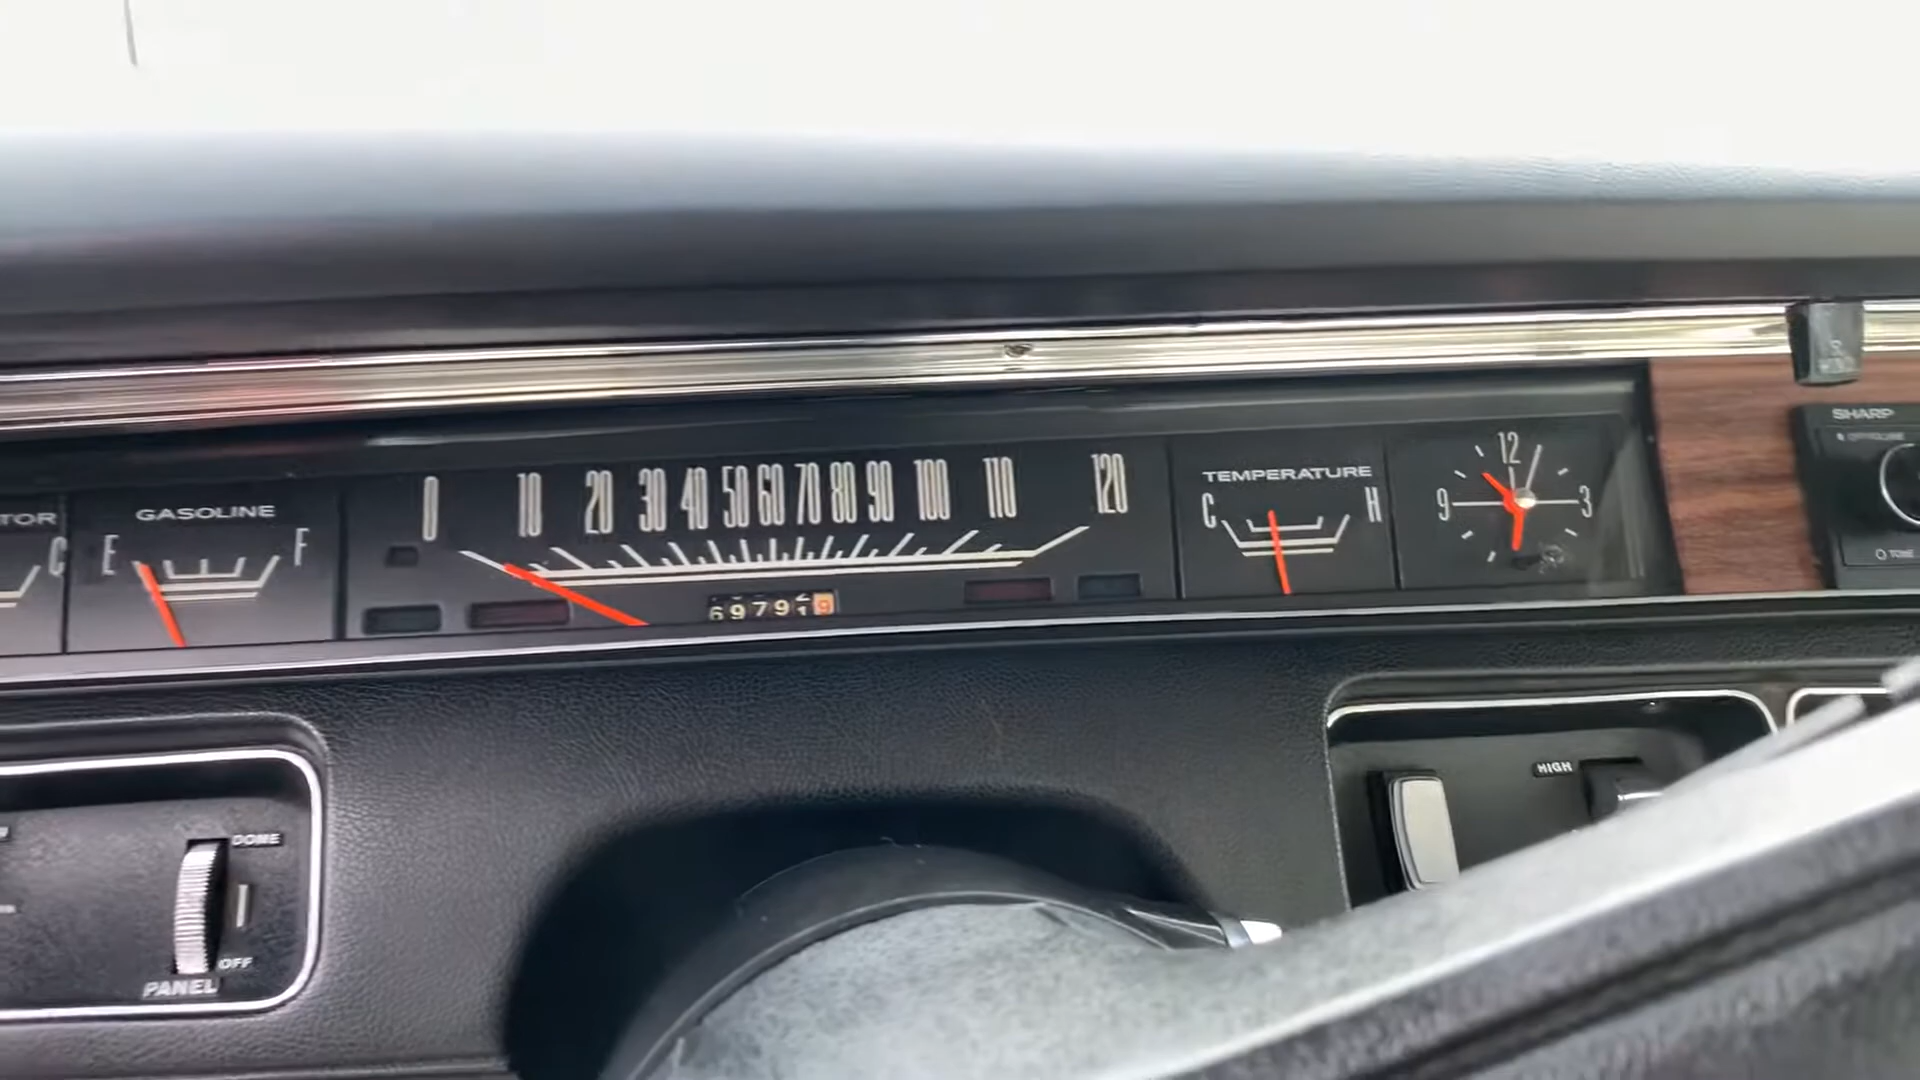 TOR
C
GASOLINE
E F
0 10 20 30 40 50 60 70 80 90 100 110 120
69791 9
TEMPERATURE
C H
12
9 3
SHARP
TONE
HIGH
DOME
OFF
PANEL